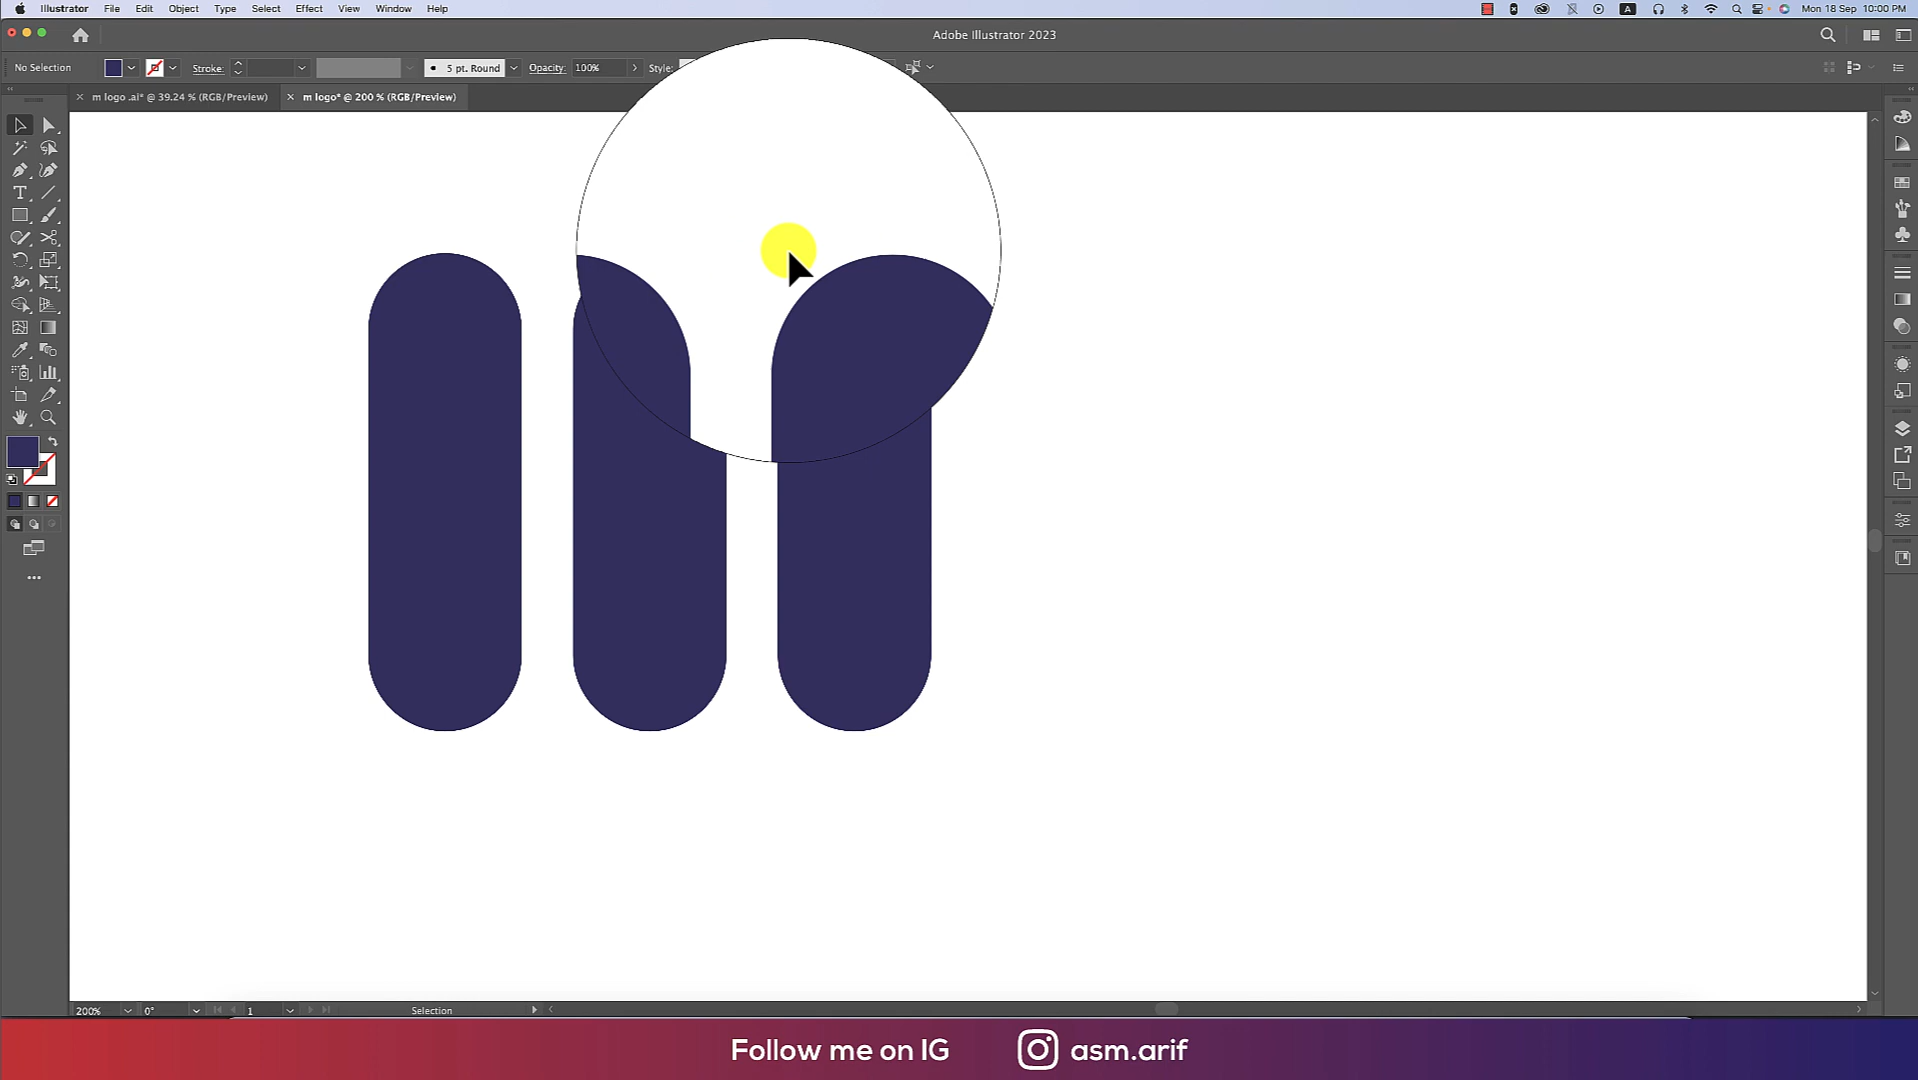 Illustrator File Edit Object Type Select Effect View Window Help
A
Mon 18 Sep 10:00 PM
Adobe Illustrator 2023
No Selection
Stroke:
5 pt. Round
Opacity: 100%
Style:
× m logo .ai* @ 39.24 % (RGB/Preview)
× m logo* @ 200 % (RGB/Preview)
T
200%
0°
1
Selection
Follow me on IG
asm.arif